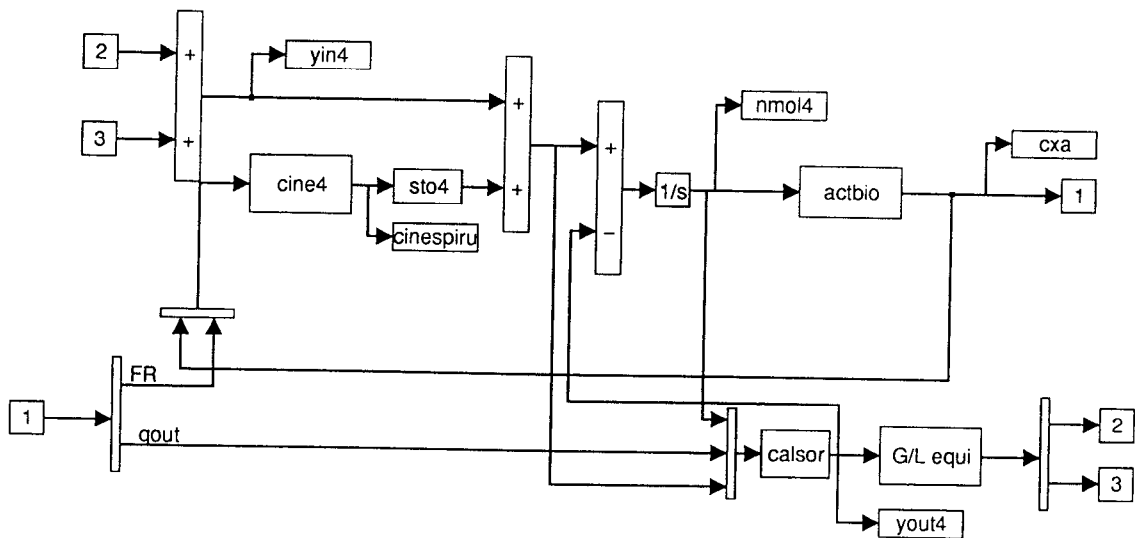 2
+
yin4
3
+
+
+
+
−
nmol4
cxa
cine4
sto4
1/s
actbio
1
cinespiru
FR
1
qout
calsor
G/L equi
2
3
yout4